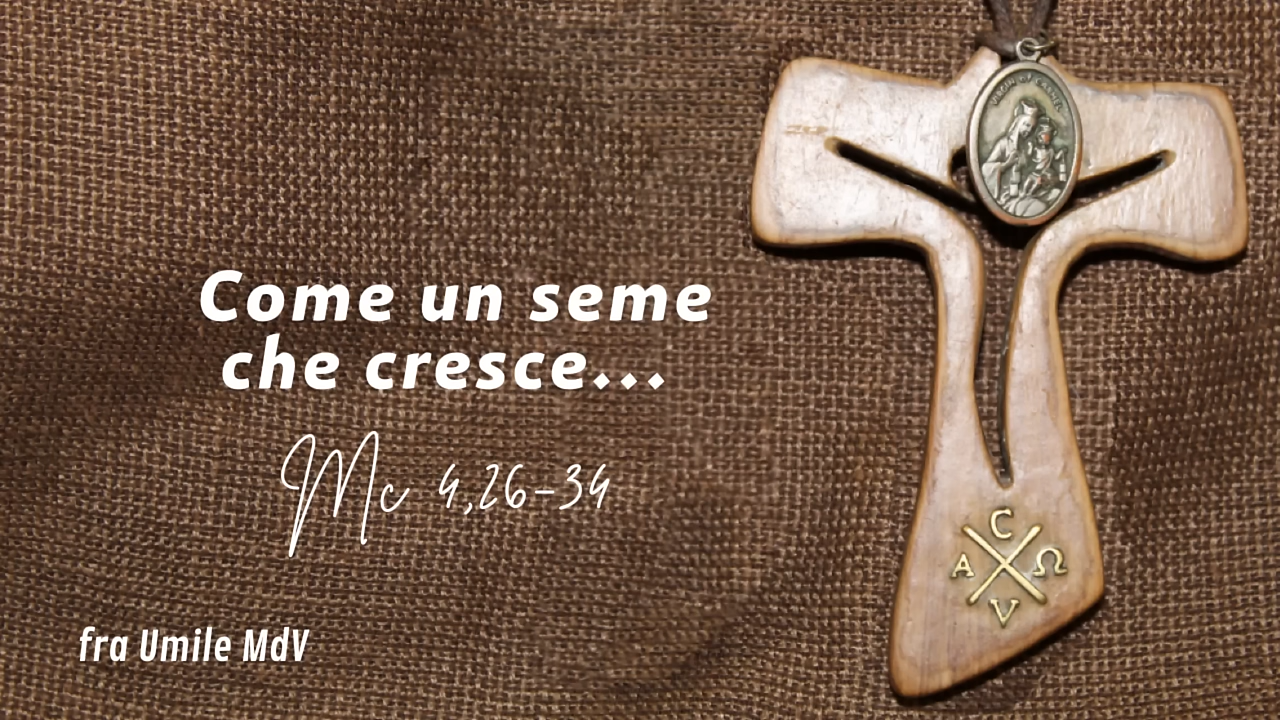 Come un seme
che cresce...
Mc 4,26-34
fra Umile MdV
C
A Ω
V